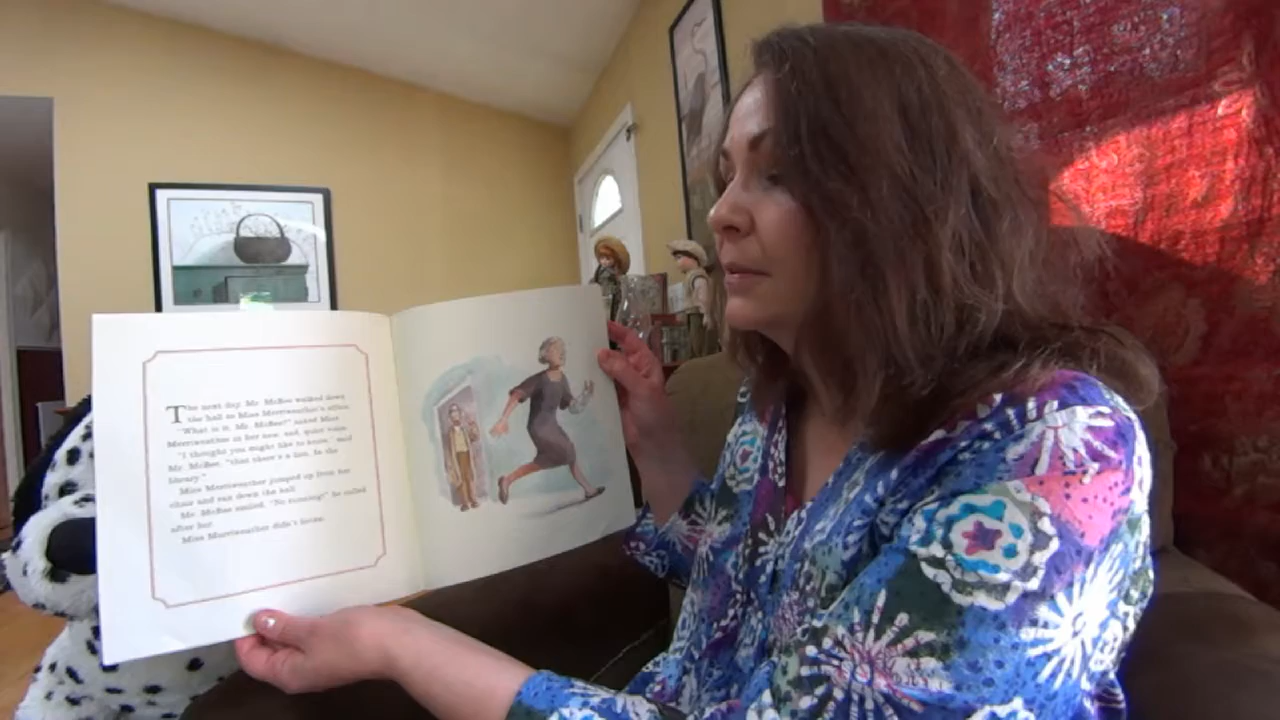 The next day, Mr. McBee walked down
the hall to Miss Merriweather's office.
"What is it, Mr. McBee?" asked Miss
Merriweather in her new, sad, quiet voice.
"I thought you might like to know," said
Mr. McBee, "that there's a lion. In the
library."
Miss Merriweather jumped up from her
chair and ran down the hall.
Mr. McBee smiled. "No running!" he called
after her.
Miss Merriweather didn't listen.